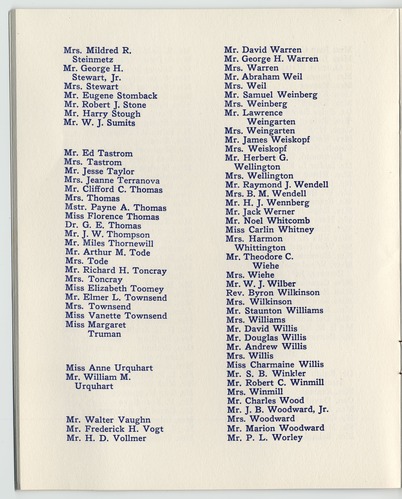 Mrs. Mildred R.
Steinmetz
Mr. George H.
Stewart, Jr.
Mrs. Stewart
Mr. Eugene Stomback
Mr. Robert J. Stone
Mr. Harry Stough
Mr. W. J. Sumits
Mr. Ed Tastrom
Mrs. Tastrom
Mr. Jesse Taylor
Mrs. Jeanne Terranova
Mr. Clifford C. Thomas
Mrs. Thomas
Mstr. Payne A. Thomas
Miss Florence Thomas
Dr. G. E. Thomas
Mr. J. W. Thompson
Mr. Miles Thornewill
Mr. Arthur M. Tode
Mrs. Tode
Mr. Richard H. Toncray
Mrs. Toncray
Miss Elizabeth Toomey
Mr. Elmer L. Townsend
Mrs. Townsend
Miss Vanette Townsend
Miss Margaret
Truman
Miss Anne Urquhart
Mr. William M.
Urquhart
Mr. Walter Vaughn
Mr. Frederick H. Vogt
Mr. H. D. Vollmer
Mr. David Warren
Mr. George H. Warren
Mrs. Warren
Mr. Abraham Weil
Mrs. Weil
Mr. Samuel Weinberg
Mrs. Weinberg
Mr. Lawrence
Weingarten
Mrs. Weingarten
Mr. James Weiskopf
Mrs. Weiskopf
Mr. Herbert G.
Wellington
Mrs. Wellington
Mr. Raymond J. Wendell
Mrs. B. M. Wendell
Mr. H. J. Wennberg
Mr. Jack Werner
Mr. Noel Whitcomb
Miss Carlin Whitney
Mrs. Harmon
Whittington
Mr. Theodore C.
Wiehe
Mrs. Wiehe
Mr. W. J. Wilber
Rev. Byron Wilkinson
Mrs. Wilkinson
Mr. Staunton Williams
Mrs. Williams
Mr. David Willis
Mr. Douglas Willis
Mr. Andrew Willis
Mrs. Willis
Miss Charmaine Willis
Mr. S. B. Winkler
Mr. Robert C. Winmill
Mrs. Winmill
Mr. Charles Wood
Mr. J. B. Woodward, Jr.
Mrs. Woodward
Mr. Marion Woodward
Mr. P. L. Worley